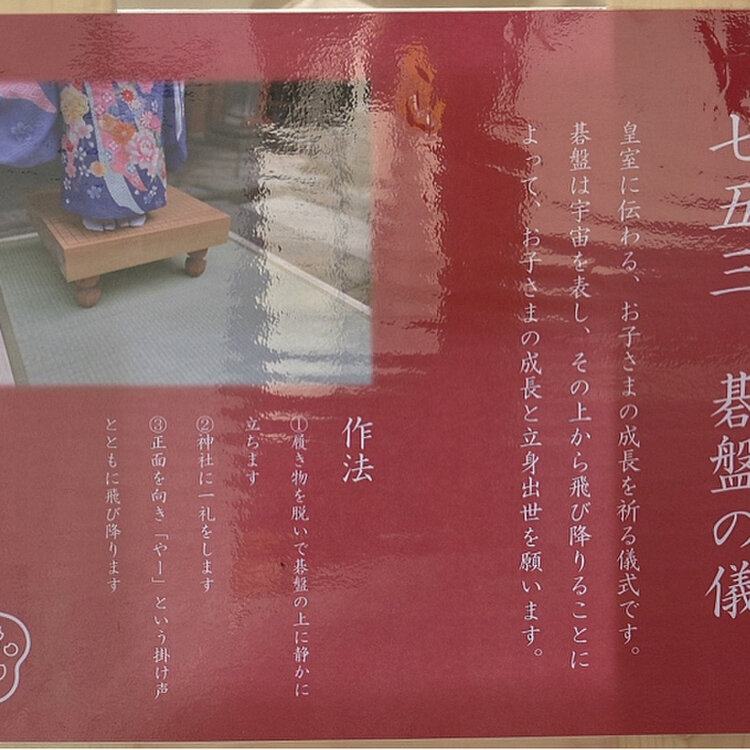 七五三 碁盤の儀
皇室に伝わる、お子さまの成長を祈る儀式です。
碁盤は宇宙を表し、その上から飛び降りることに
よって、お子さまの成長と立身出世を願います。
作法
①履き物を脱いで碁盤の上に静かに
立ちます
②神社に一礼をします
③正面を向き「やー」という掛け声
とともに飛び降ります